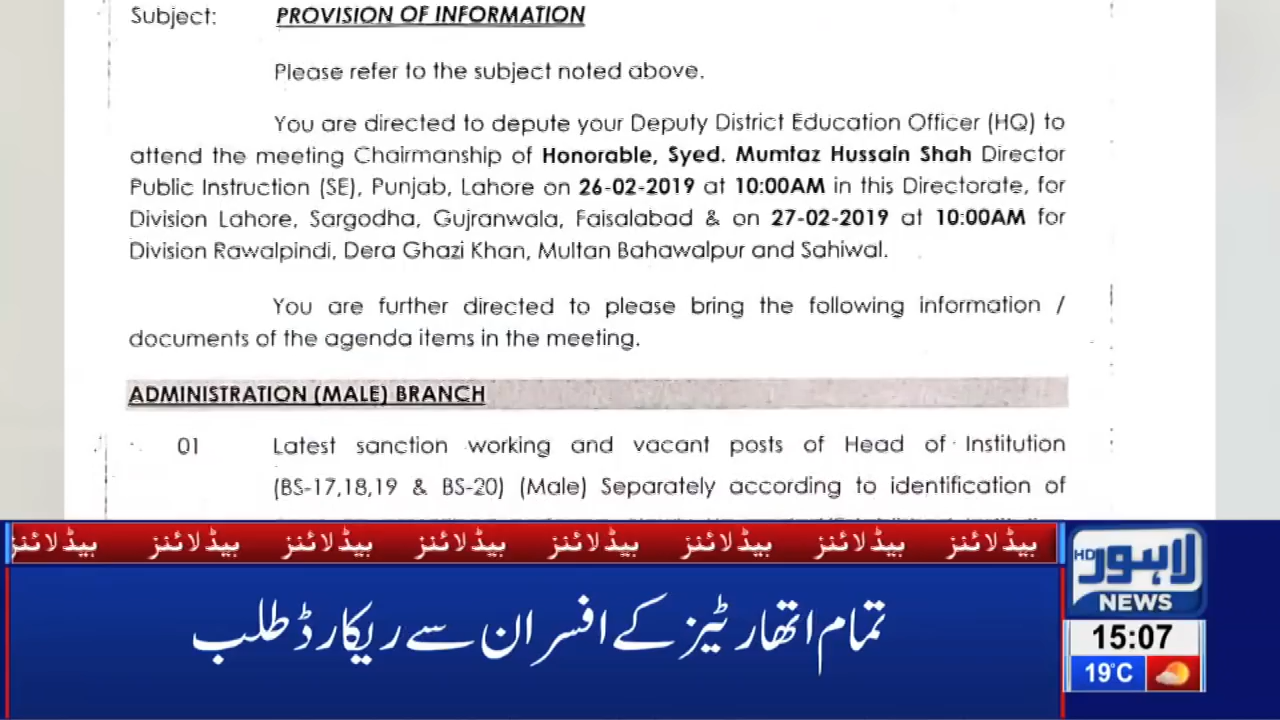 Subject: PROVISION OF INFORMATION
Please refer to the subject noted above.
You are directed to depute your Deputy District Education Officer (HQ) to
attend the meeting Chairmanship of Honorable, Syed. Mumtaz Hussain Shah Director
Public Instruction (SE), Punjab, Lahore on 26-02-2019 at 10:00AM in this Directorate, for
Division Lahore, Sargodha, Gujranwala, Faisalabad & on 27-02-2019 at 10:00AM for
Division Rawalpindi, Dera Ghazi Khan, Multan Bahawalpur and Sahiwal.
You are further directed to please bring the following information /
documents of the agenda items in the meeting.
ADMINISTRATION (MALE) BRANCH
01 Latest sanction working and vacant posts of Head of Institution
(BS-17,18,19 & BS-20) (Male) Separately according to identification of
ہیڈلائنز ہیڈلائنز ہیڈلائنز ہیڈلائنز ہیڈلائنز ہیڈلائنز ہیڈلائنز ہیڈلائنز
تمام اتھارٹیز کے افسران سے ریکارڈ طلب
لاہور HD
NEWS
15:07
19°C